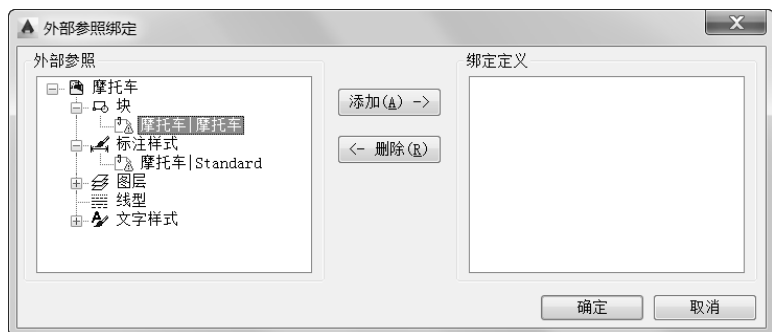 外部参照绑定
外部参照
绑定定义
摩托车
块
摩托车|摩托车
标注样式
摩托车|Standard
图层
线型
文字样式
添加(A) ->
<- 删除(R)
确定
取消